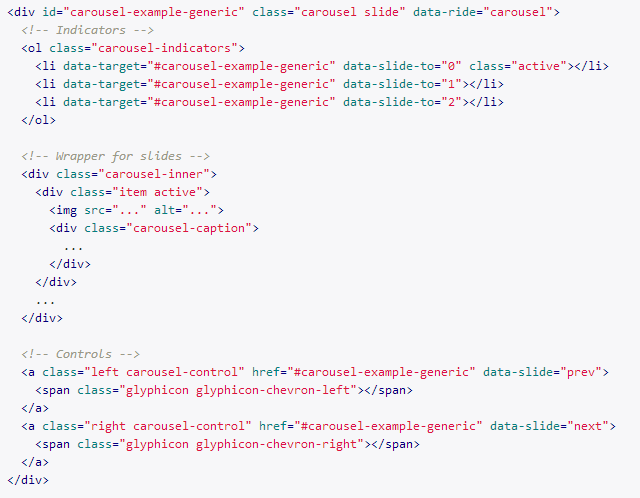 <div id="carousel-example-generic" class="carousel slide" data-ride="carousel">
  <!-- Indicators -->
  <ol class="carousel-indicators">
    <li data-target="#carousel-example-generic" data-slide-to="0" class="active"></li>
    <li data-target="#carousel-example-generic" data-slide-to="1"></li>
    <li data-target="#carousel-example-generic" data-slide-to="2"></li>
  </ol>

  <!-- Wrapper for slides -->
  <div class="carousel-inner">
    <div class="item active">
      <img src="..." alt="...">
      <div class="carousel-caption">
        ...
      </div>
    </div>
    ...
  </div>

  <!-- Controls -->
  <a class="left carousel-control" href="#carousel-example-generic" data-slide="prev">
    <span class="glyphicon glyphicon-chevron-left"></span>
  </a>
  <a class="right carousel-control" href="#carousel-example-generic" data-slide="next">
    <span class="glyphicon glyphicon-chevron-right"></span>
  </a>
</div>